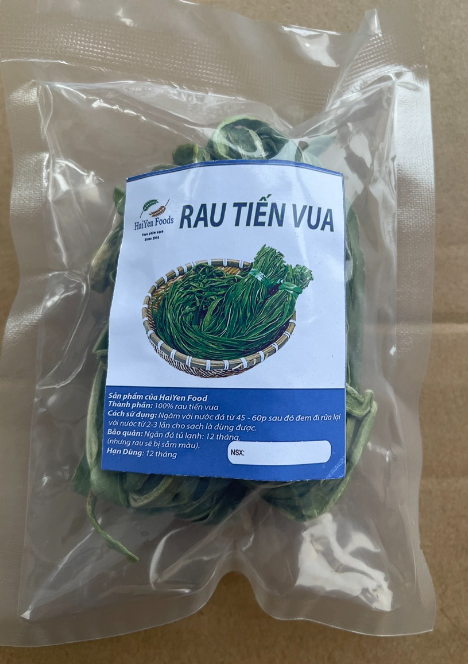 HaiYen Foods
RAU TIẾN VUA
Sản phẩm của HaiYen Food
Thành phần: 100% rau tiến vua
Cách sử dụng: Ngâm với nước đá từ 45 - 60p sau đó đem đi rửa lại
với nước từ 2-3 lần cho sạch là dùng được.
Bảo quản: Ngăn đá tủ lạnh: 12 tháng,
(nhưng rau sẽ bị sẫm màu).
Hạn Dùng: 12 tháng
NSX: